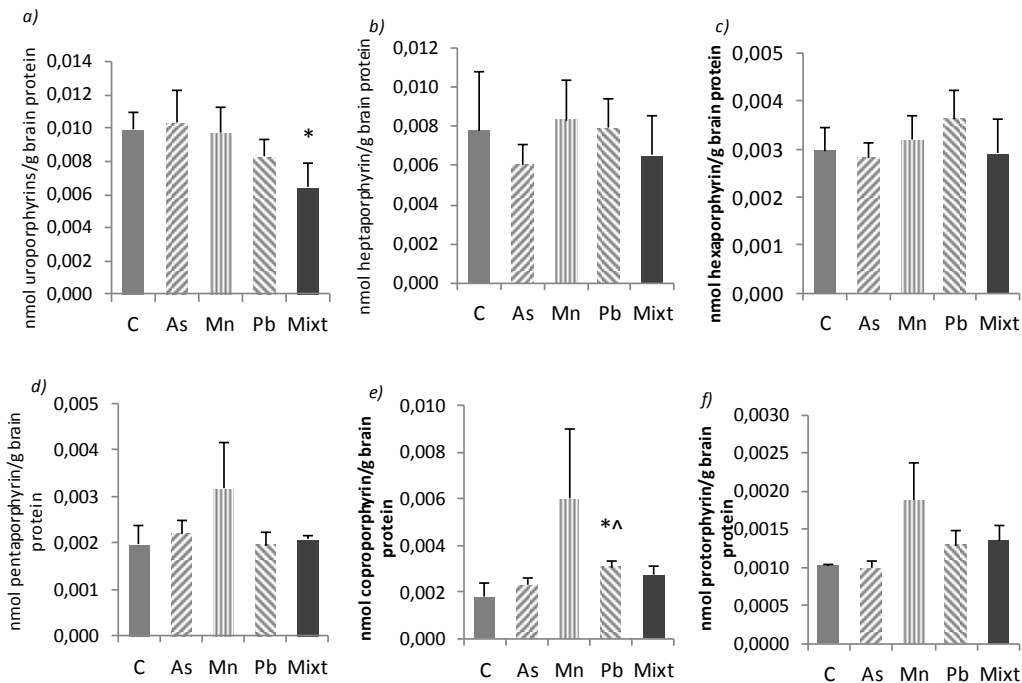 a)
nmol uroporphyrins/g brain protein
0,014
0,012
0,010
0,008
0,006
0,004
0,002
0,000
*
C As Mn Pb Mixt
b)
nmol heptaporphyrin/g brain protein
0,012
0,010
0,008
0,006
0,004
0,002
0,000
C As Mn Pb Mixt
c)
nmol hexaporphyrin/g brain protein
0,005
0,004
0,003
0,002
0,001
0,000
C As Mn Pb Mixt
d)
nmol pentaporphyrin/g brain
protein
0,005
0,004
0,003
0,002
0,001
0,000
C As Mn Pb Mixt
e)
nmol coproporphyrin/g brain
protein
0,010
0,008
0,006
0,004
0,002
0,000
*^
C As Mn Pb Mixt
f)
nmol protorporphyrin/g brain
protein
0,0030
0,0025
0,0020
0,0015
0,0010
0,0005
0,0000
C As Mn Pb Mixt